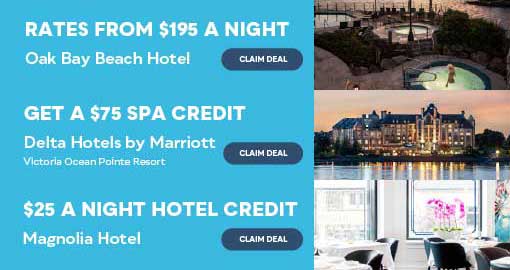 RATES FROM $195 A NIGHT
Oak Bay Beach Hotel
CLAIM DEAL
GET A $75 SPA CREDIT
Delta Hotels by Marriott
Victoria Ocean Pointe Resort
CLAIM DEAL
$25 A NIGHT HOTEL CREDIT
Magnolia Hotel
CLAIM DEAL